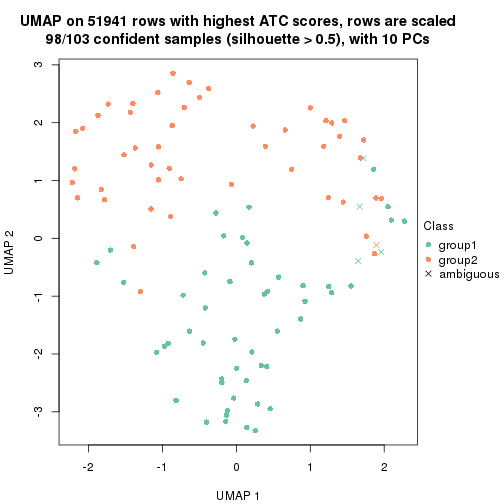 UMAP on 51941 rows with highest ATC scores, rows are scaled
98/103 confident samples (silhouette > 0.5), with 10 PCs
3
2
1
0
-1
-2
-3
UMAP 2
-2
-1
0
1
2
UMAP 1
Class
group1
group2
ambiguous